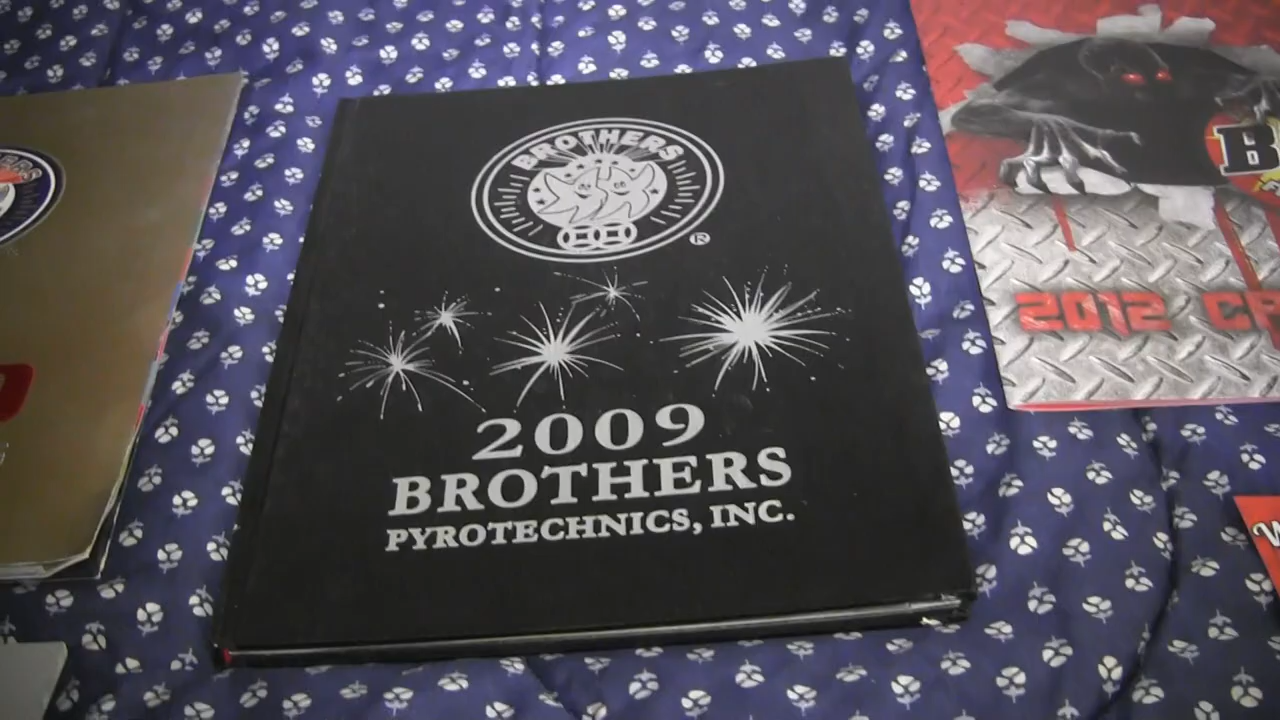 BROTHERS
®
2009
BROTHERS
PYROTECHNICS, INC.
2012